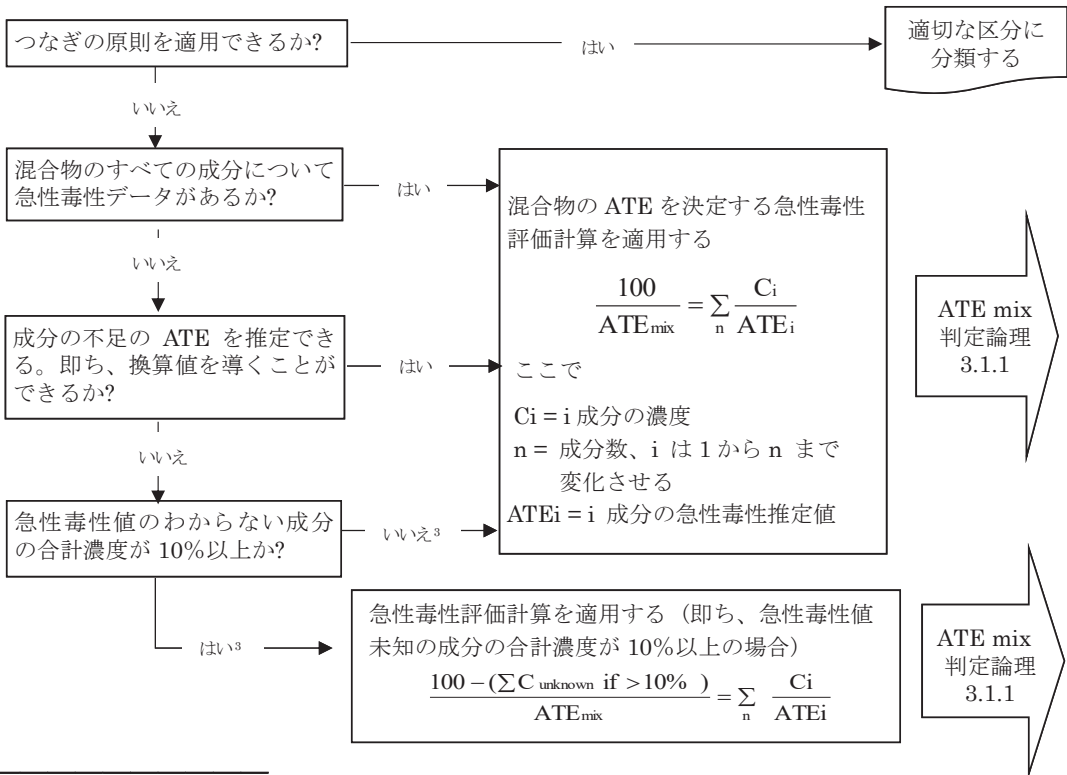 つなぎの原則を適用できるか?
はい
適切な区分に
分類する
いいえ
混合物のすべての成分について
急性毒性データがあるか?
はい
混合物の ATE を決定する急性毒性
評価計算を適用する
100/ATE mix = Σ n Ci/ATE i
ここで
Ci = i 成分の濃度
n = 成分数、i は 1 から n まで
変化させる
ATEi = i 成分の急性毒性推定値
ATE mix
判定論理
3.1.1
いいえ
成分の不足の ATE を推定でき
る。即ち、換算値を導くことが
できるか?
はい
いいえ
急性毒性値のわからない成分
の合計濃度が 10%以上か?
いいえ³
はい³
急性毒性評価計算を適用する（即ち、急性毒性値
未知の成分の合計濃度が 10%以上の場合）
100 − (∑C unknown if >10% )/ATE mix = Σ n Ci/ATEi
ATE mix
判定論理
3.1.1